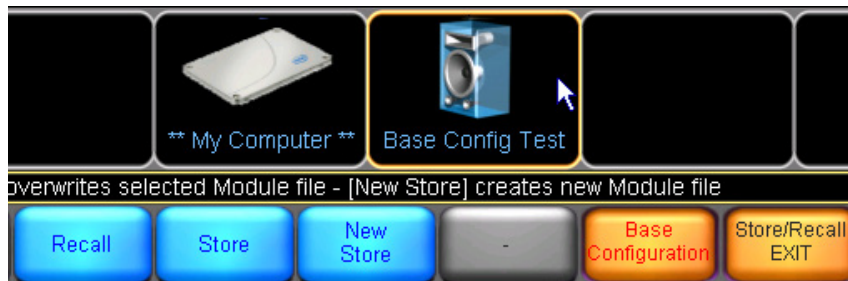 ** My Computer **
Base Config Test
overwrites selected Module file - [New Store] creates new Module file
Recall
Store
New
Store
-
Base
Configuration
Store/Recall
EXIT